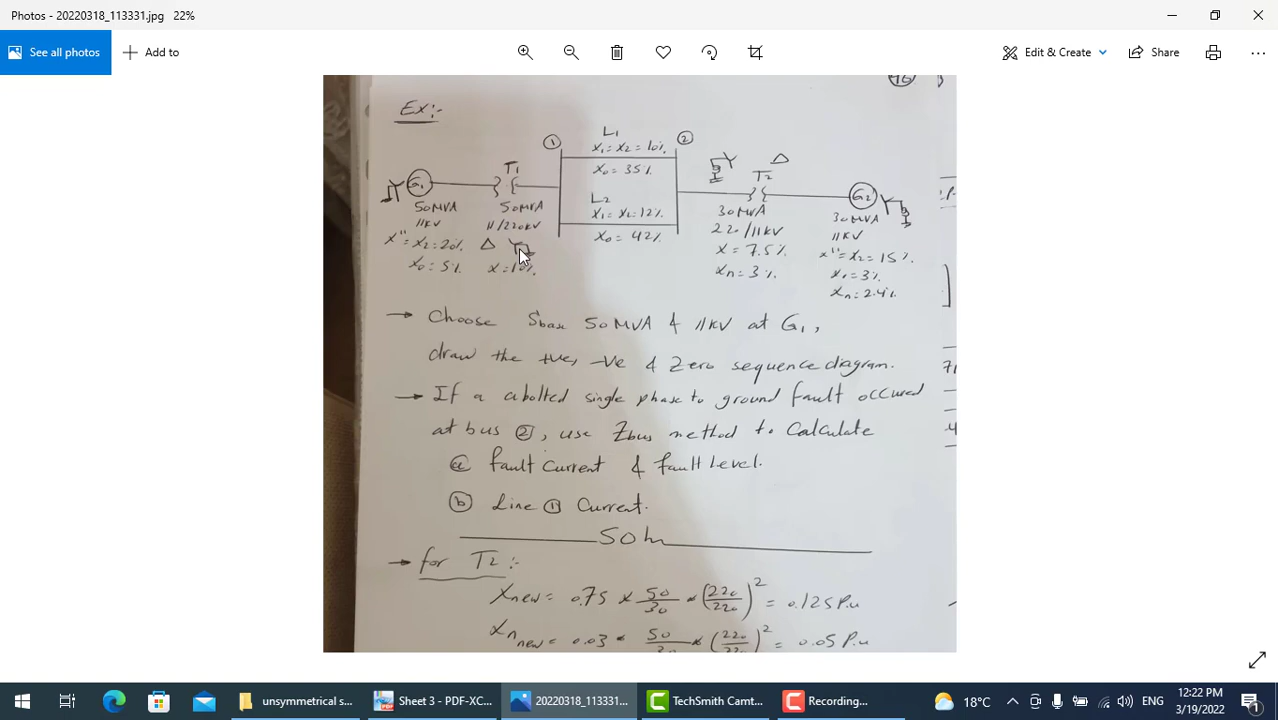 Photos - 20220318_113331.jpg  22%
See all photos
Add to
Edit & Create
Share
Ex:-
① ②
L1
X1 = X2 = 10%
X0 = 35%
L2
X1 = X2 = 12%
X0 = 42%
G1
50MVA
11KV
X" = X2 = 20%
X0 = 5%
T1
50MVA
11/220KV
Δ
X = 10%
Δ
T2
30MVA
220/11KV
X = 7.5%
Xn = 3%
G2
30MVA
11KV
X" = X2 = 15%
X0 = 3%
Xn = 2.4%
→ Choose Sbase 50MVA & 11KV at G1,
draw the +ve, -ve & Zero sequence diagram.
→ If a abolted single phase to ground fault occured
at bus ②, use Zbus method to Calculate
ⓐ fault Current & fault Level.
ⓑ Line ① Current.
Soln
→ for T2 :-
Xnew = 0.75 * 50/30 * (220/220)² = 0.125 P.u
Xn new = 0.03 * 50/30 * (220/220)² = 0.05 P.u
unsymmetrical s...
Sheet 3 - PDF-XC...
20220318_113331...
TechSmith Camt...
Recording...
18°C
ENG
12:22 PM
3/19/2022
1